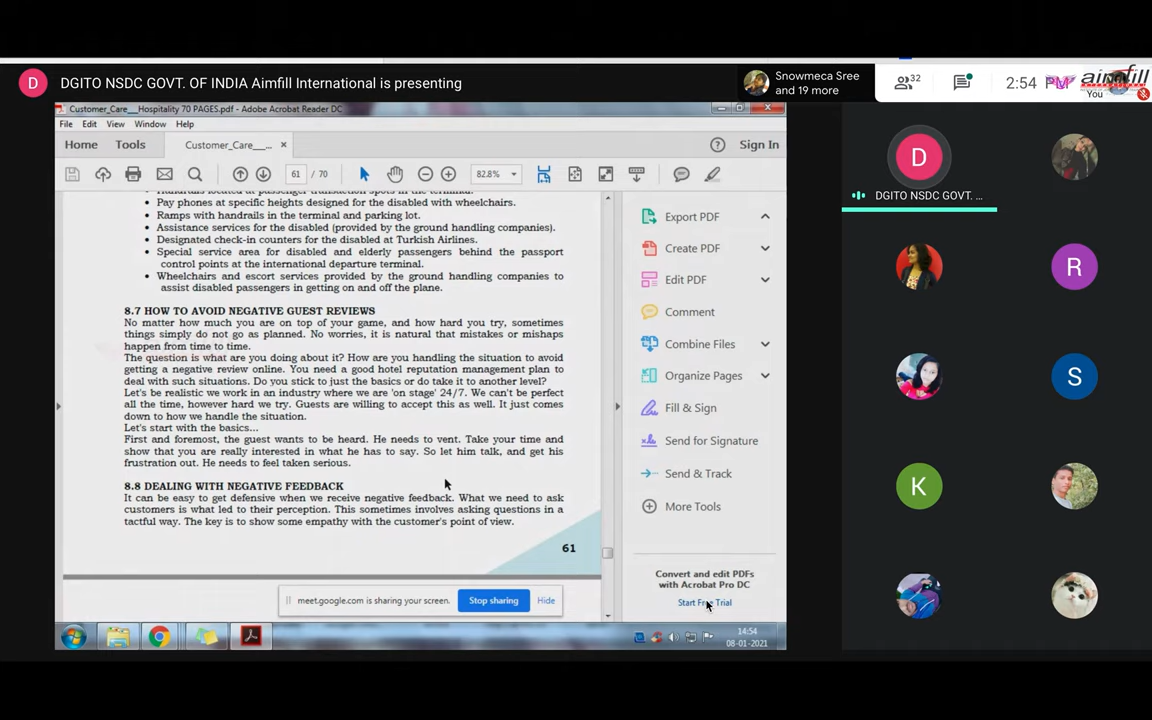 DGITO NSDC GOVT. OF INDIA Aimfill International is presenting
Snowmeca Sree
and 19 more
32
2:54 PM
aimfill
You
Customer_Care__Hospitality 70 PAGES.pdf - Adobe Acrobat Reader DC
File Edit View Window Help
Home Tools Customer_Care___... × Sign In
61 / 70 82.8%
• Handrails located at passenger transaction spots in the terminal.
• Pay phones at specific heights designed for the disabled with wheelchairs.
• Ramps with handrails in the terminal and parking lot.
• Assistance services for the disabled (provided by the ground handling companies).
• Designated check-in counters for the disabled at Turkish Airlines.
• Special service area for disabled and elderly passengers behind the passport
control points at the international departure terminal.
• Wheelchairs and escort services provided by the ground handling companies to
assist disabled passengers in getting on and off the plane.
8.7 HOW TO AVOID NEGATIVE GUEST REVIEWS
No matter how much you are on top of your game, and how hard you try, sometimes
things simply do not go as planned. No worries, it is natural that mistakes or mishaps
happen from time to time.
The question is what are you doing about it? How are you handling the situation to avoid
getting a negative review online. You need a good hotel reputation management plan to
deal with such situations. Do you stick to just the basics or do take it to another level?
Let's be realistic we work in an industry where we are 'on stage' 24/7. We can't be perfect
all the time, however hard we try. Guests are willing to accept this as well. It just comes
down to how we handle the situation.
Let's start with the basics...
First and foremost, the guest wants to be heard. He needs to vent. Take your time and
show that you are really interested in what he has to say. So let him talk, and get his
frustration out. He needs to feel taken serious.
8.8 DEALING WITH NEGATIVE FEEDBACK
It can be easy to get defensive when we receive negative feedback. What we need to ask
customers is what led to their perception. This sometimes involves asking questions in a
tactful way. The key is to show some empathy with the customer's point of view.
61
Export PDF
Create PDF
Edit PDF
Comment
Combine Files
Organize Pages
Fill & Sign
Send for Signature
Send & Track
More Tools
Convert and edit PDFs
with Acrobat Pro DC
Start Free Trial
meet.google.com is sharing your screen. Stop sharing Hide
14:54
08-01-2021
D
D
DGITO NSDC GOVT. ...
R
S
K